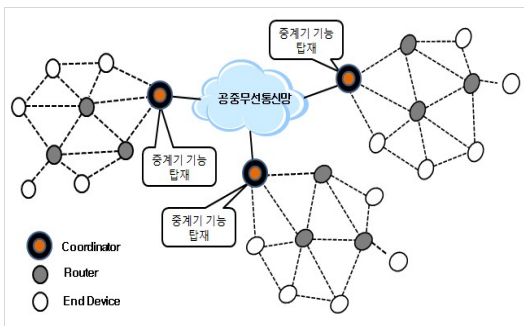 중계기 기능
탑재
공중무선통신망
중계기 기능
탑재
중계기 기능
탑재
Coordinator
Router
End Device